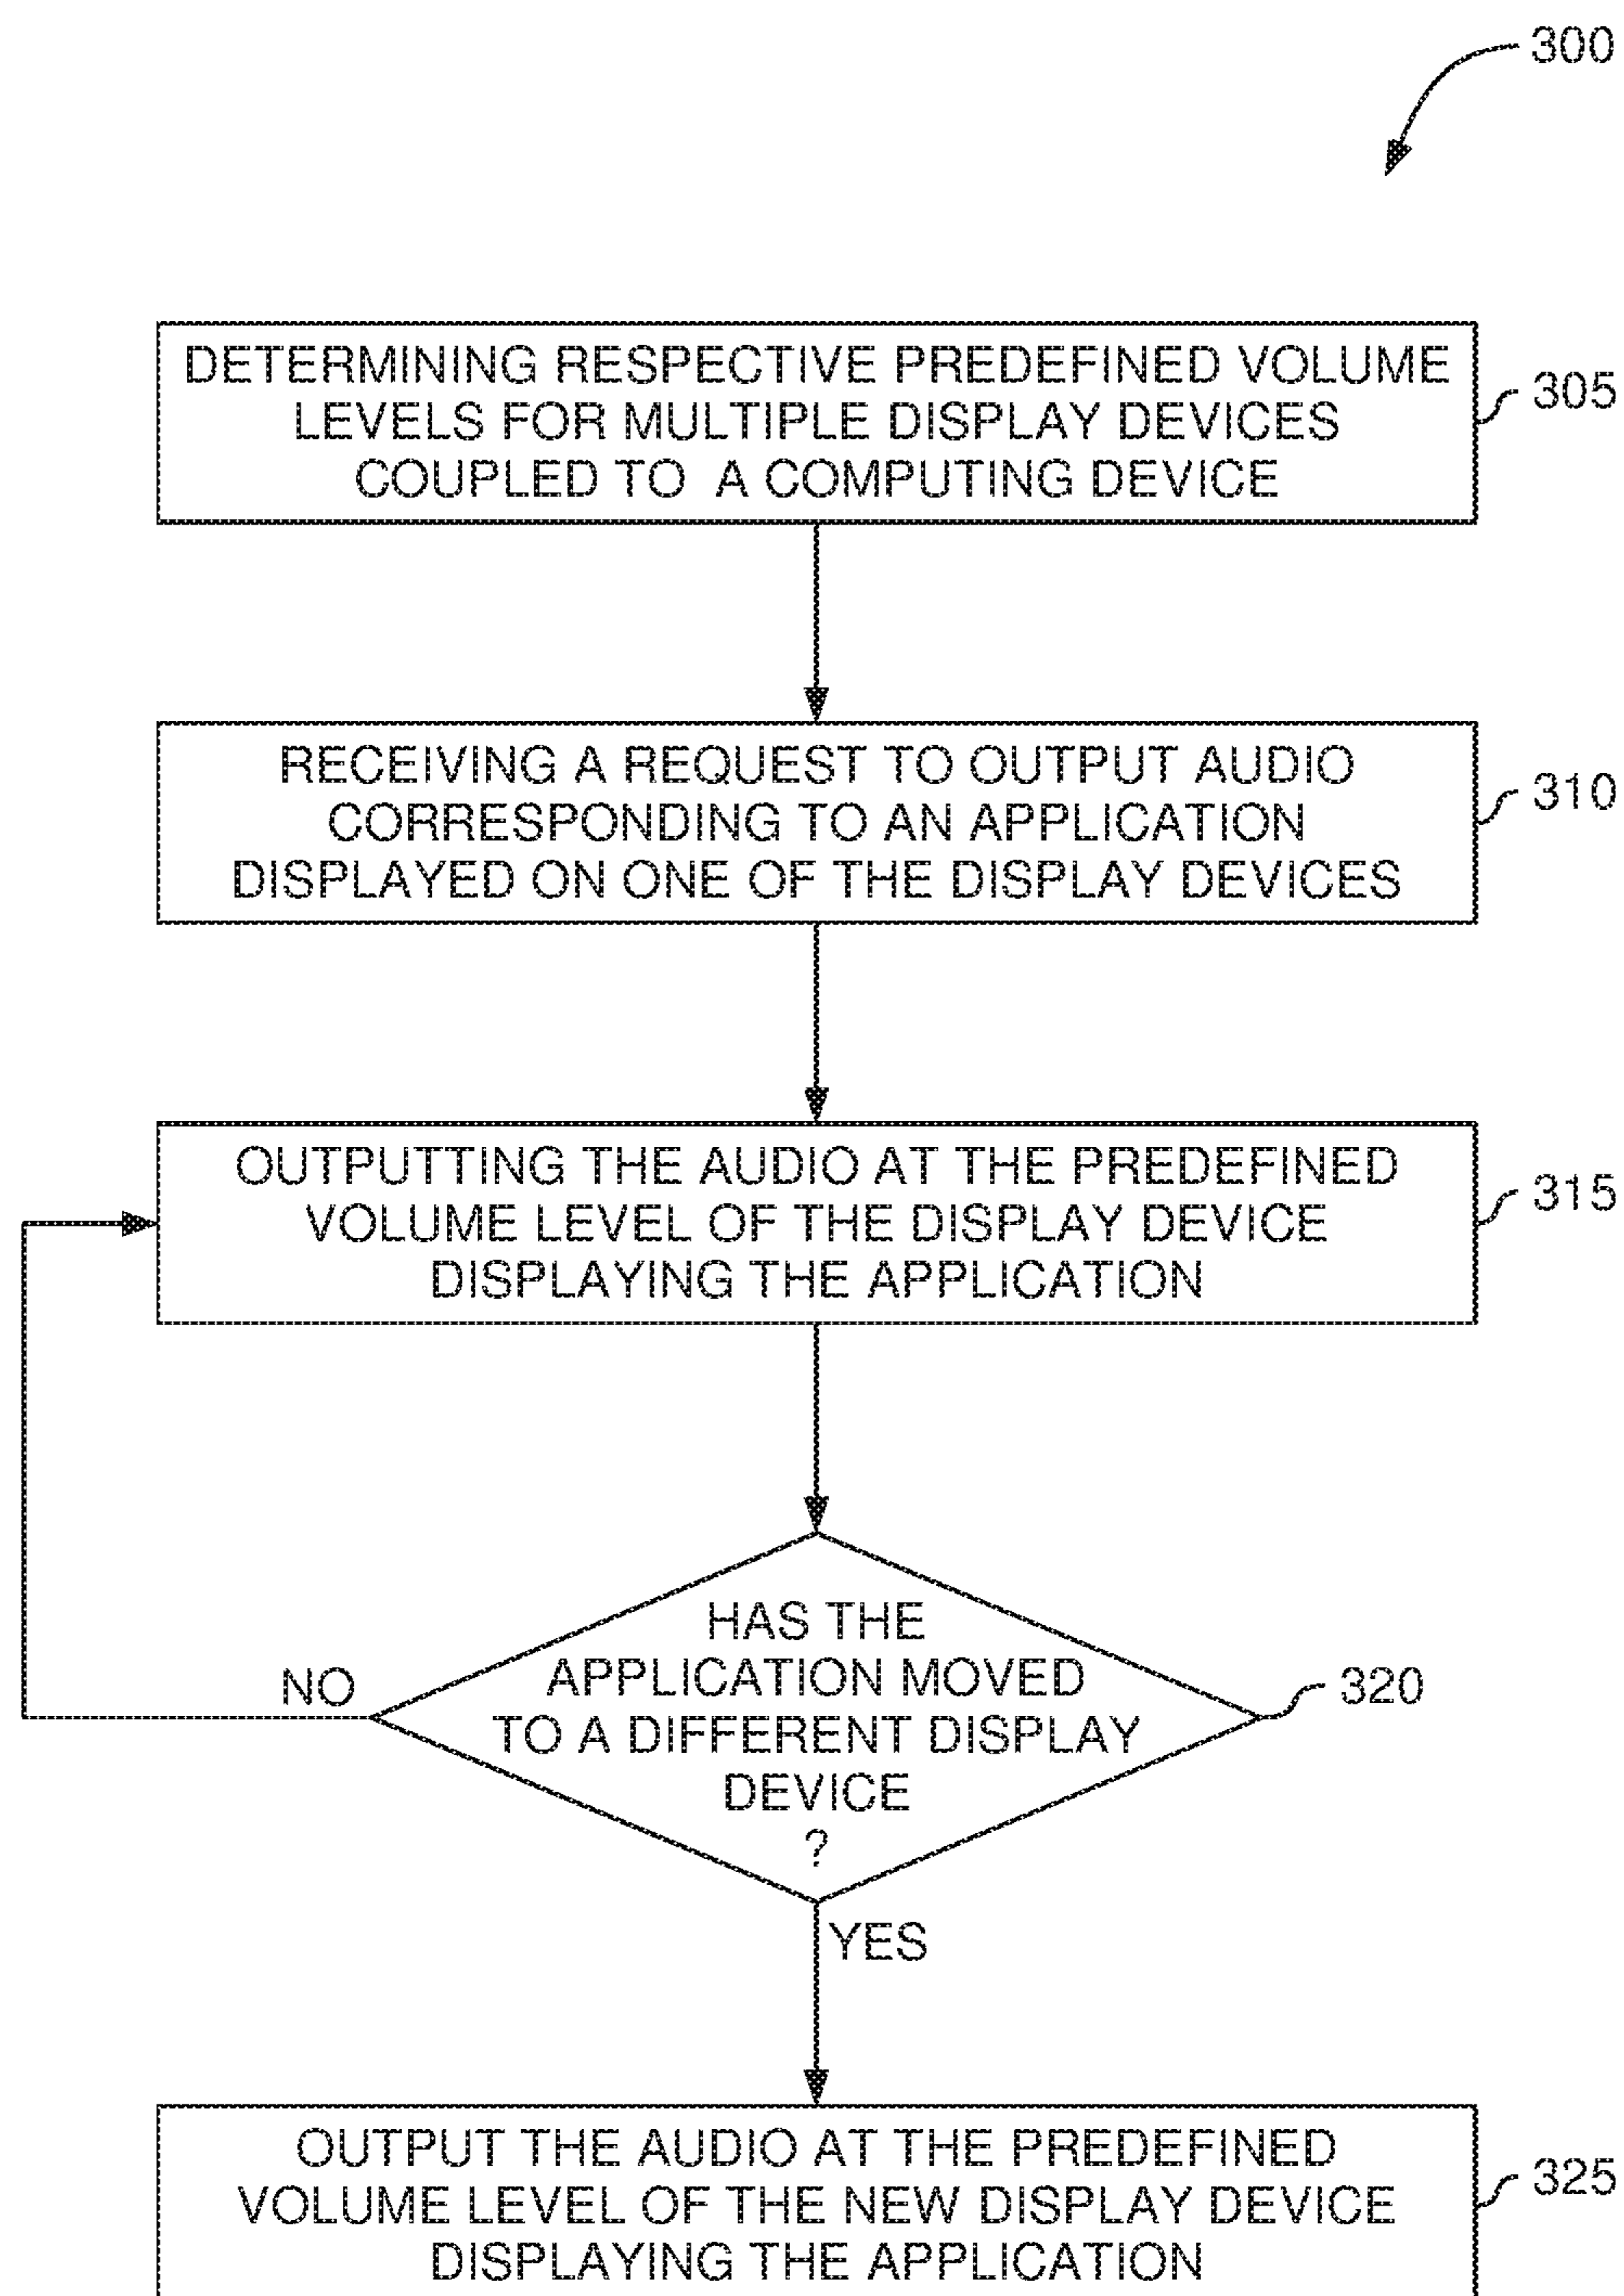 300
DETERMINING RESPECTIVE PREDEFINED VOLUME
LEVELS FOR MULTIPLE DISPLAY DEVICES
COUPLED TO A COMPUTING DEVICE
305
RECEIVING A REQUEST TO OUTPUT AUDIO
CORRESPONDING TO AN APPLICATION
DISPLAYED ON ONE OF THE DISPLAY DEVICES
310
OUTPUTTING THE AUDIO AT THE PREDEFINED
VOLUME LEVEL OF THE DISPLAY DEVICE
DISPLAYING THE APPLICATION
315
HAS THE
APPLICATION MOVED
TO A DIFFERENT DISPLAY
DEVICE
?
320
NO
YES
OUTPUT THE AUDIO AT THE PREDEFINED
VOLUME LEVEL OF THE NEW DISPLAY DEVICE
DISPLAYING THE APPLICATION
325